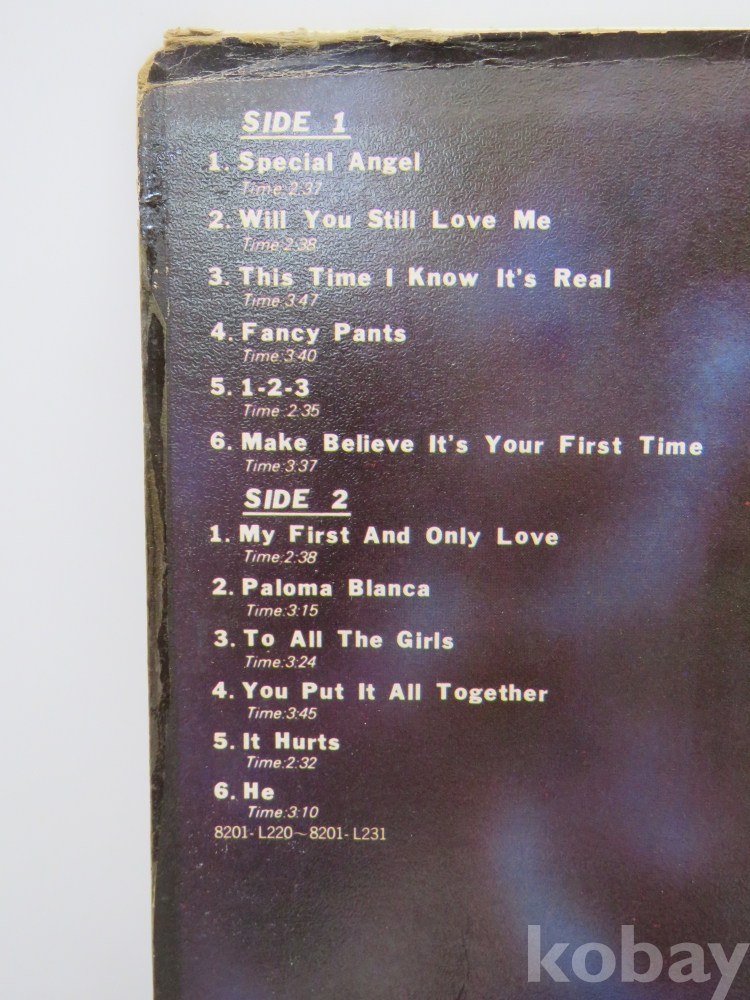 SIDE 1
1. Special Angel
Time:2:37
2. Will You Still Love Me
Time:2:38
3. This Time I Know It's Real
Time:3:47
4. Fancy Pants
Time:3:40
5. 1-2-3
Time:2:35
6. Make Believe It's Your First Time
Time:3:37
SIDE 2
1. My First And Only Love
Time:2:38
2. Paloma Blanca
Time:3:15
3. To All The Girls
Time:3:24
4. You Put It All Together
Time:3:45
5. It Hurts
Time:2:32
6. He
Time:3:10
8201-L220~8201-L231
kobay